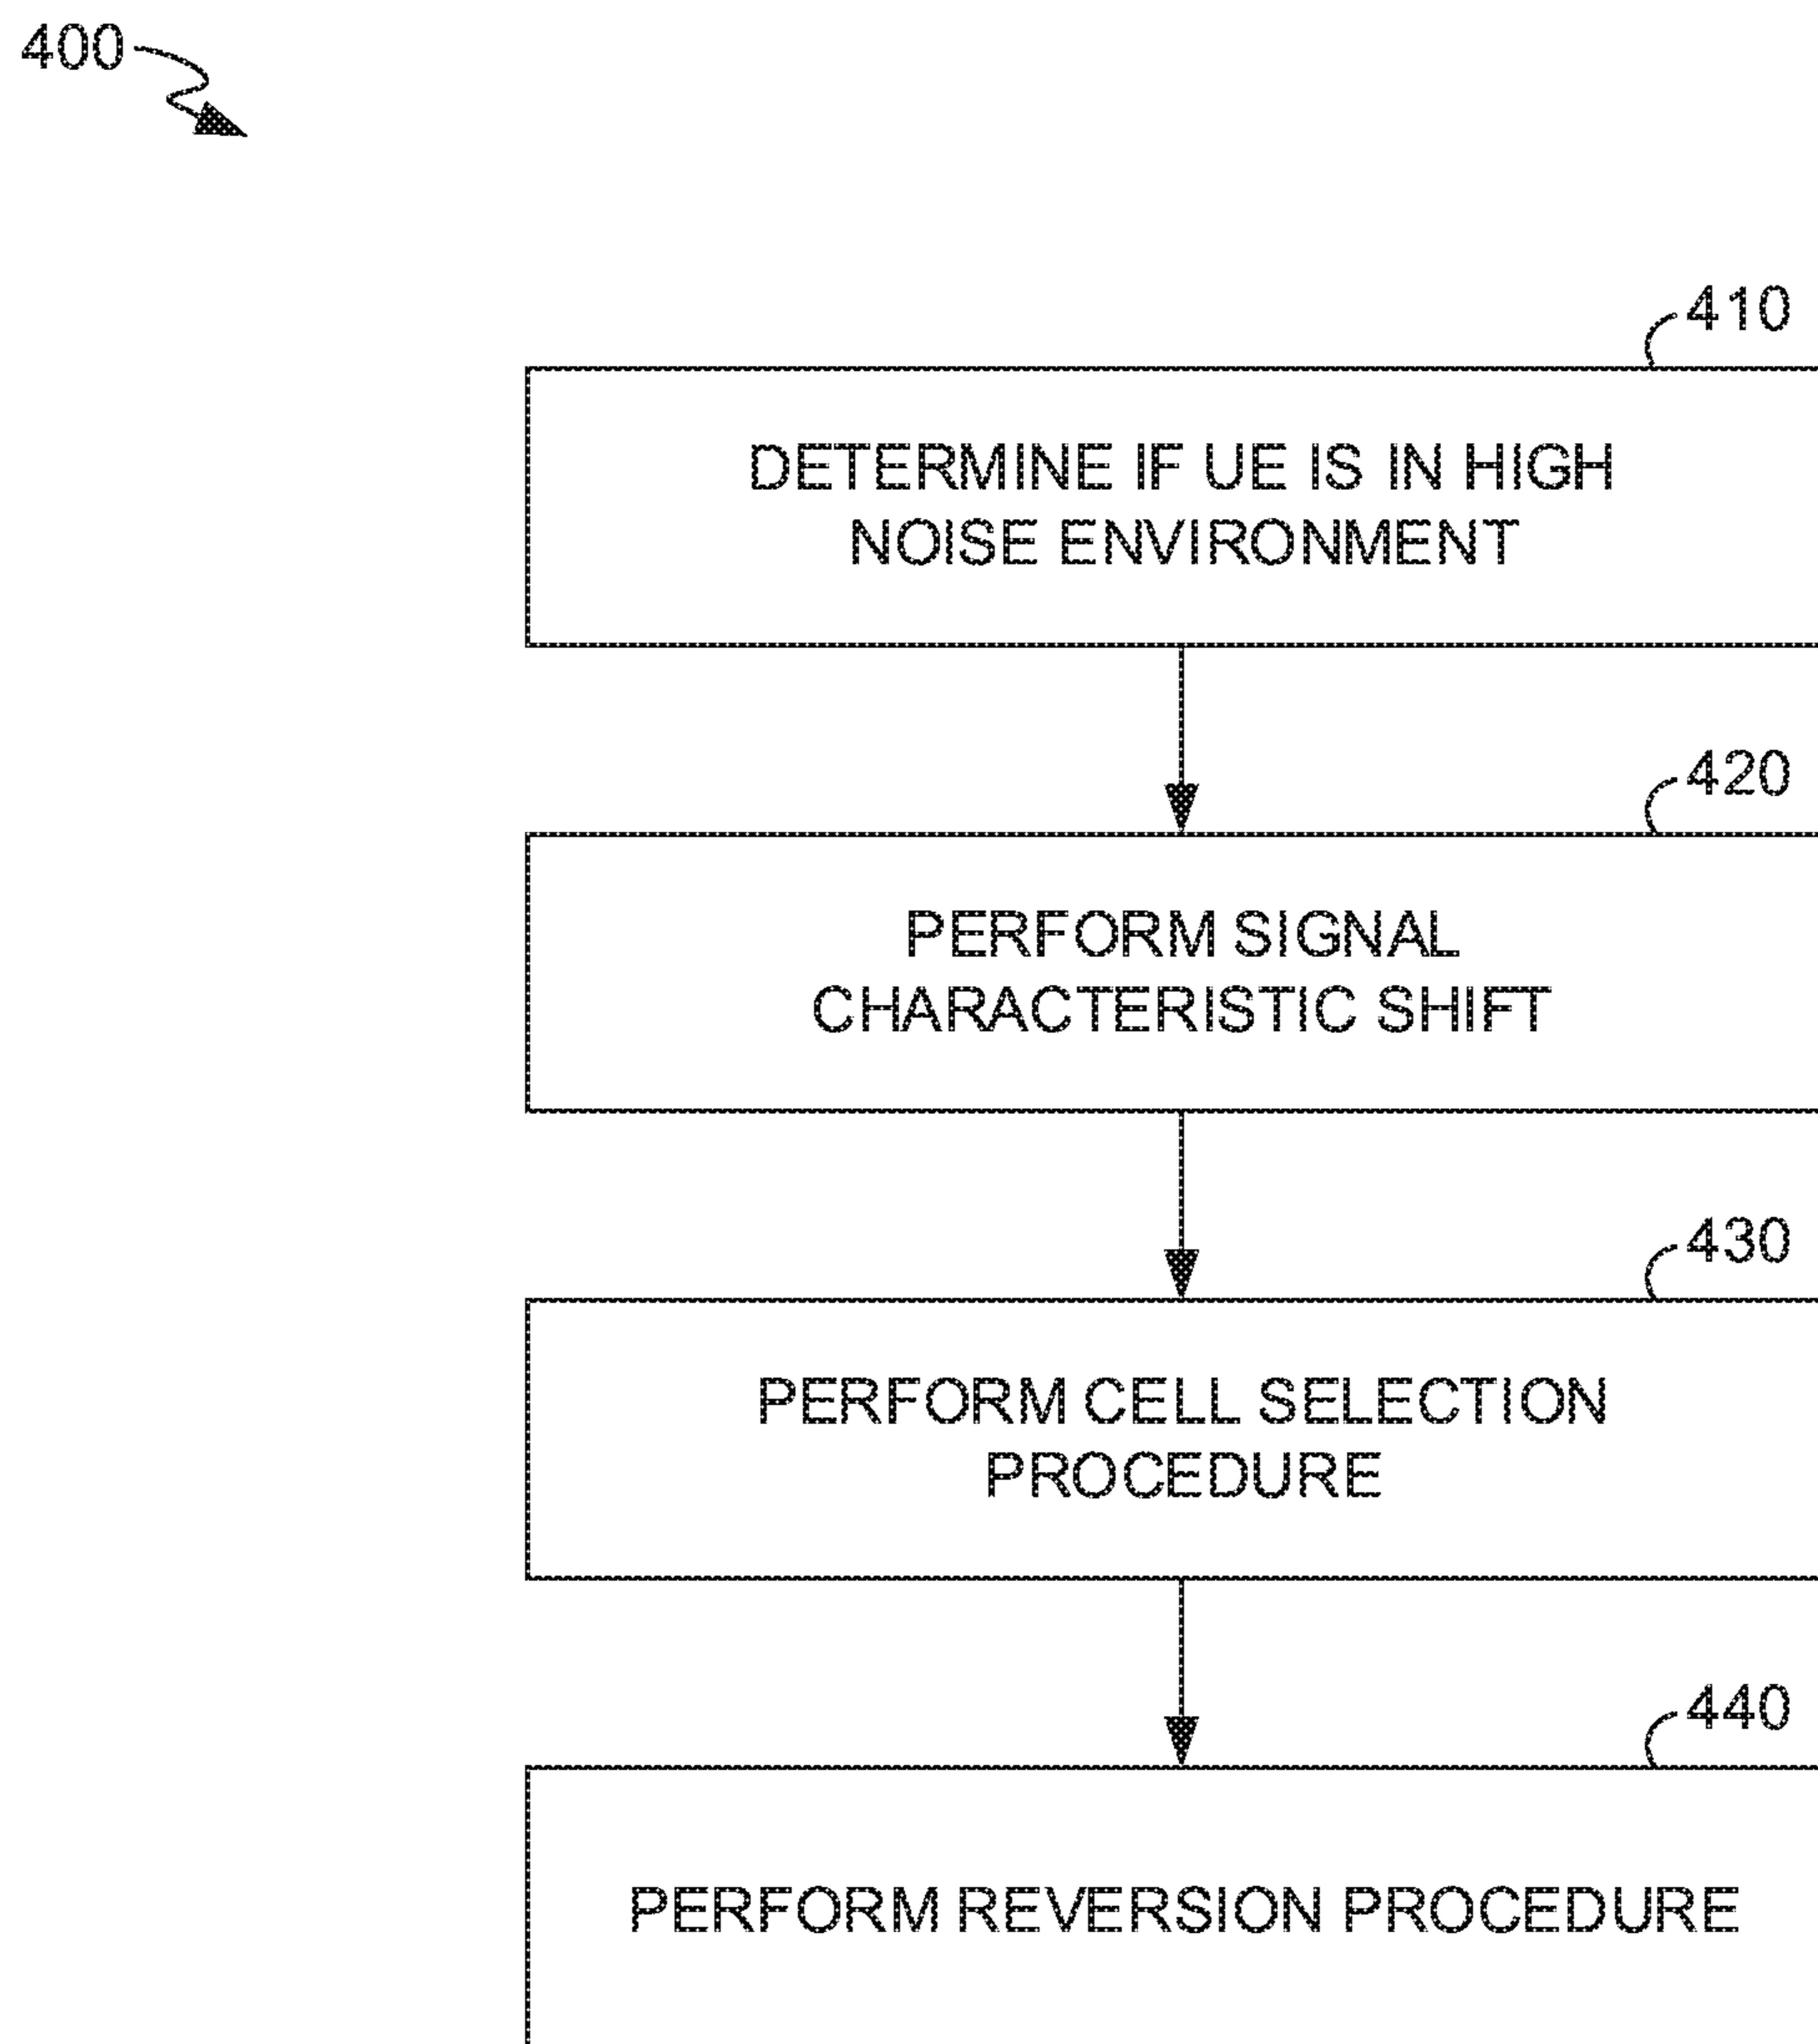 400
410
DETERMINE IF UE IS IN HIGH
NOISE ENVIRONMENT
420
PERFORM SIGNAL
CHARACTERISTIC SHIFT
430
PERFORM CELL SELECTION
PROCEDURE
440
PERFORM REVERSION PROCEDURE